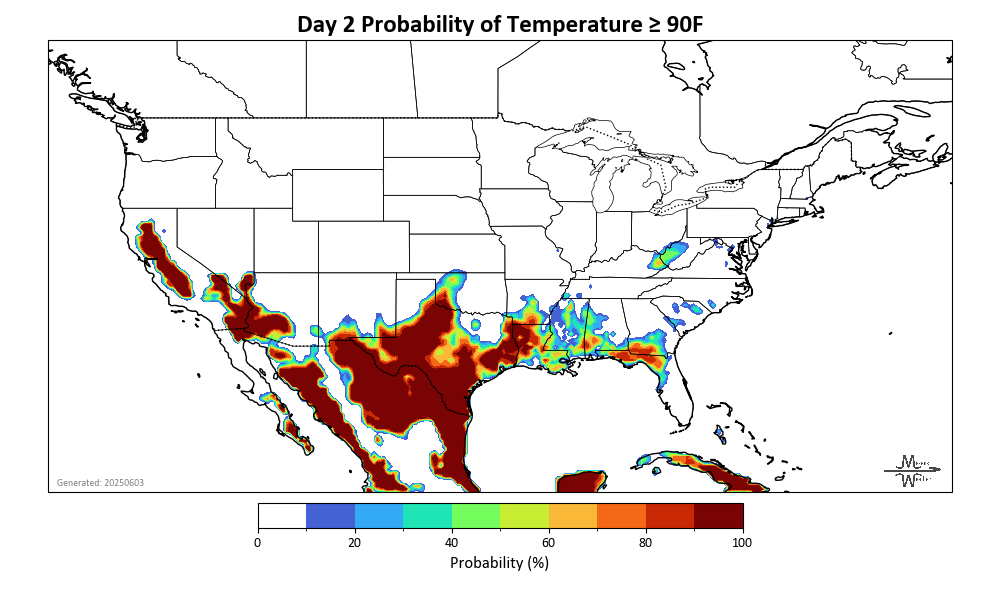 Day 2 Probability of Temperature ≥ 90F
Generated: 20250603
0 20 40 60 80 100
Probability (%)